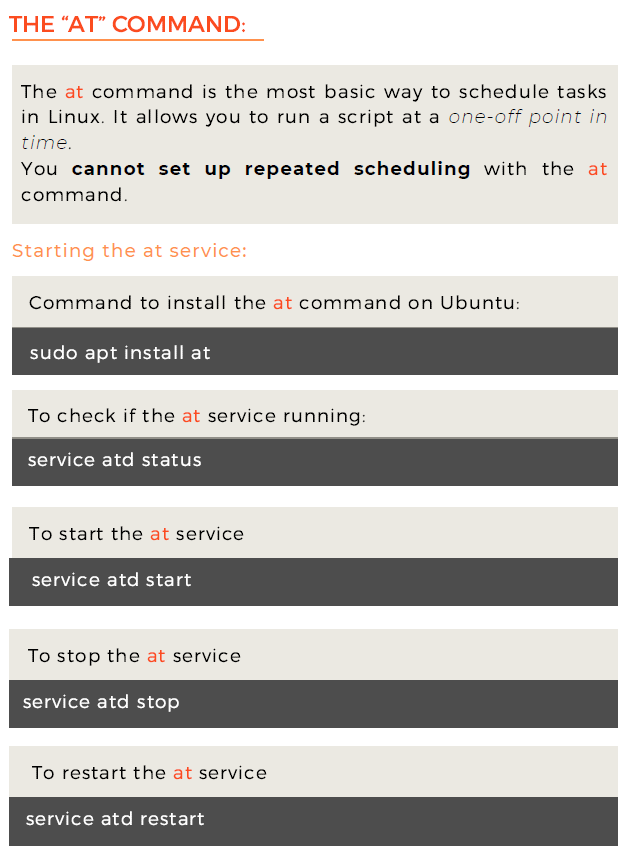 THE “AT” COMMAND:
The at command is the most basic way to schedule tasks
in Linux. It allows you to run a script at a one-off point in
time.
You cannot set up repeated scheduling with the at
command.
Starting the at service:
Command to install the at command on Ubuntu:
sudo apt install at
To check if the at service running:
service atd status
To start the at service
service atd start
To stop the at service
service atd stop
To restart the at service
service atd restart